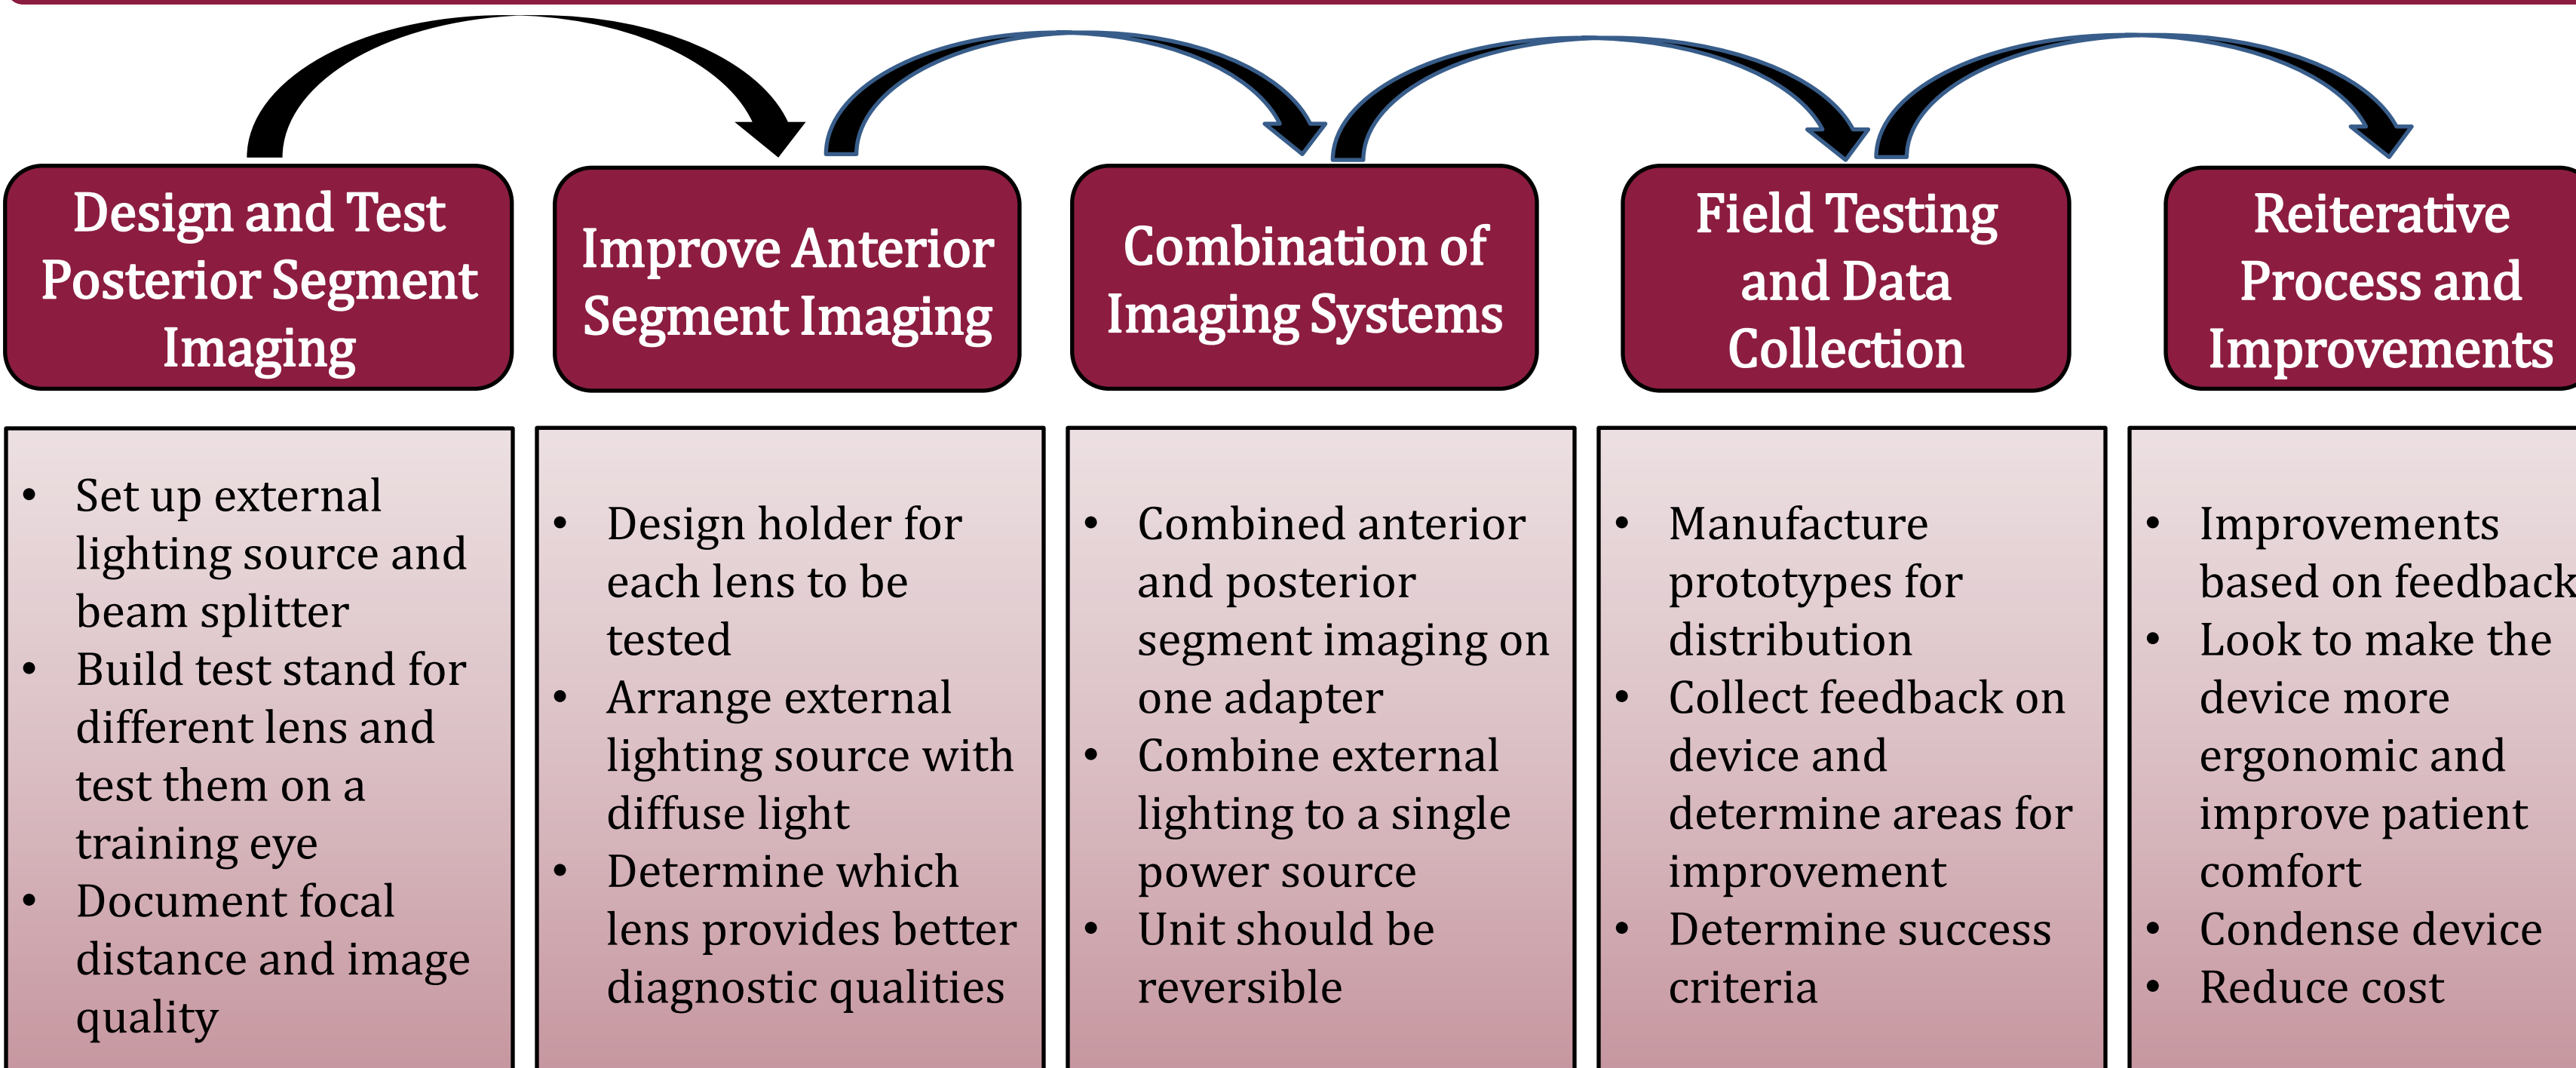 Design and Test
Posterior Segment
Imaging
Improve Anterior
Segment Imaging
Combination of
Imaging Systems
Field Testing
and Data
Collection
Reiterative
Process and
Improvements
• Set up external
lighting source and
beam splitter
• Build test stand for
different lens and
test them on a
training eye
• Document focal
distance and image
quality
• Design holder for
each lens to be
tested
• Arrange external
lighting source with
diffuse light
• Determine which
lens provides better
diagnostic qualities
• Combined anterior
and posterior
segment imaging on
one adapter
• Combine external
lighting to a single
power source
• Unit should be
reversible
• Manufacture
prototypes for
distribution
• Collect feedback on
device and
determine areas for
improvement
• Determine success
criteria
• Improvements
based on feedback
• Look to make the
device more
ergonomic and
improve patient
comfort
• Condense device
• Reduce cost